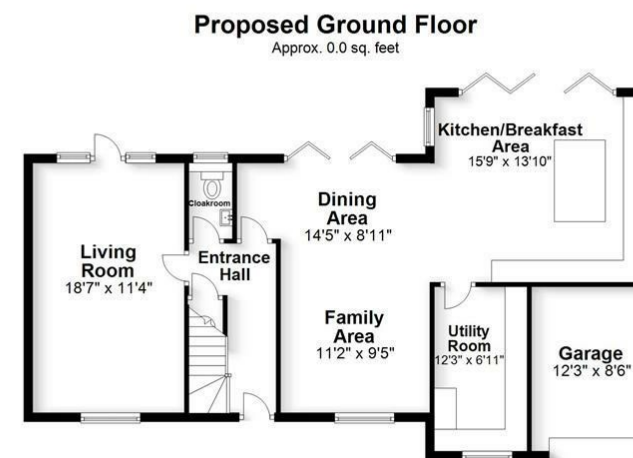 Proposed Ground Floor
Approx. 0.0 sq. feet
Kitchen/Breakfast
Area
15'9" x 13'10"
Cloakroom
Dining
Area
14'5" x 8'11"
Living
Room
18'7" x 11'4"
Entrance
Hall
Family
Area
11'2" x 9'5"
Utility
Room
12'3" x 6'11"
Garage
12'3" x 8'6"